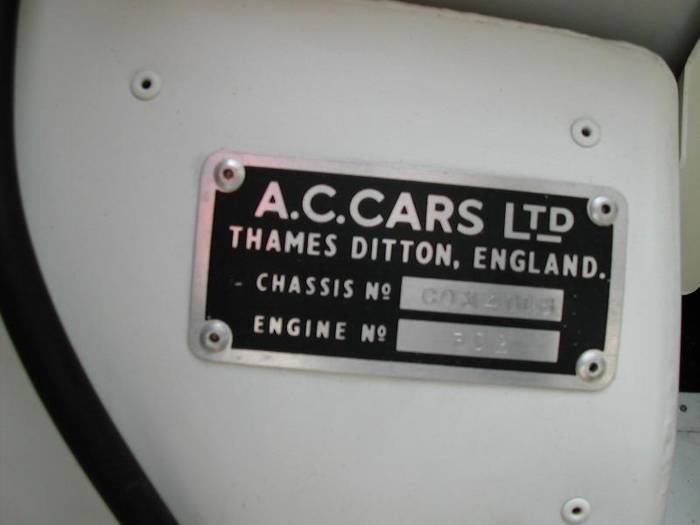 A.C.CARS LTD
THAMES DITTON, ENGLAND.
CHASSIS Nº
ENGINE Nº